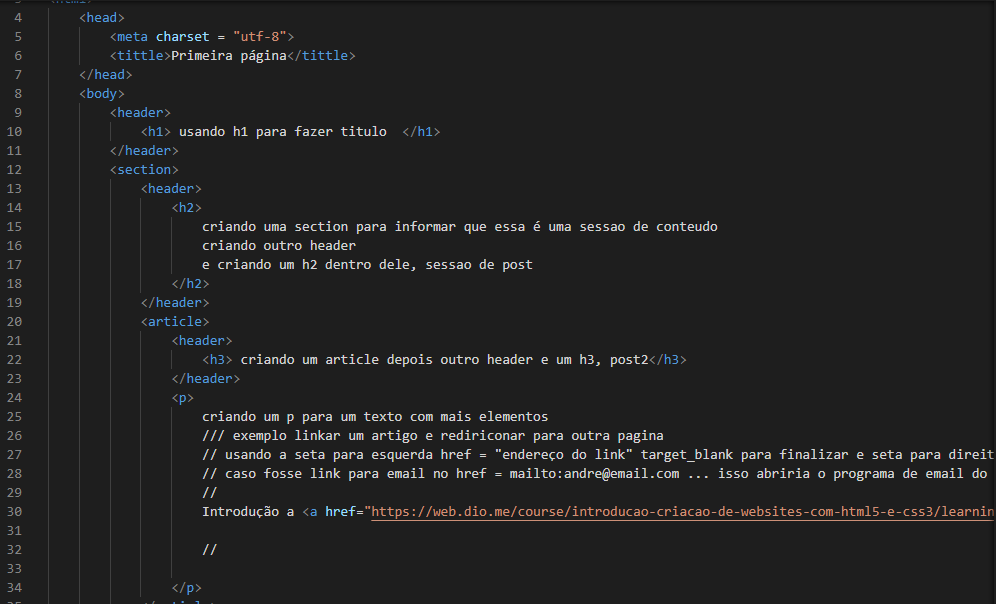 4 <head>
5 <meta charset = "utf-8">
6 <tittle>Primeira página</tittle>
7 </head>
8 <body>
9 <header>
10 <h1> usando h1 para fazer titulo  </h1>
11 </header>
12 <section>
13 <header>
14 <h2>
15 criando uma section para informar que essa é uma sessao de conteudo
16 criando outro header
17 e criando um h2 dentro dele, sessao de post
18 </h2>
19 </header>
20 <article>
21 <header>
22 <h3> criando um article depois outro header e um h3, post2</h3>
23 </header>
24 <p>
25 criando um p para um texto com mais elementos
26 /// exemplo linkar um artigo e rediriconar para outra pagina
27 // usando a seta para esquerda href = "endereço do link" target_blank para finalizar e seta para direit
28 // caso fosse link para email no href = mailto:andre@email.com ... isso abriria o programa de email do
29 //
30 Introdução a <a href="https://web.dio.me/course/introducao-criacao-de-websites-com-html5-e-css3/learnin
31
32 //
33
34 </p>